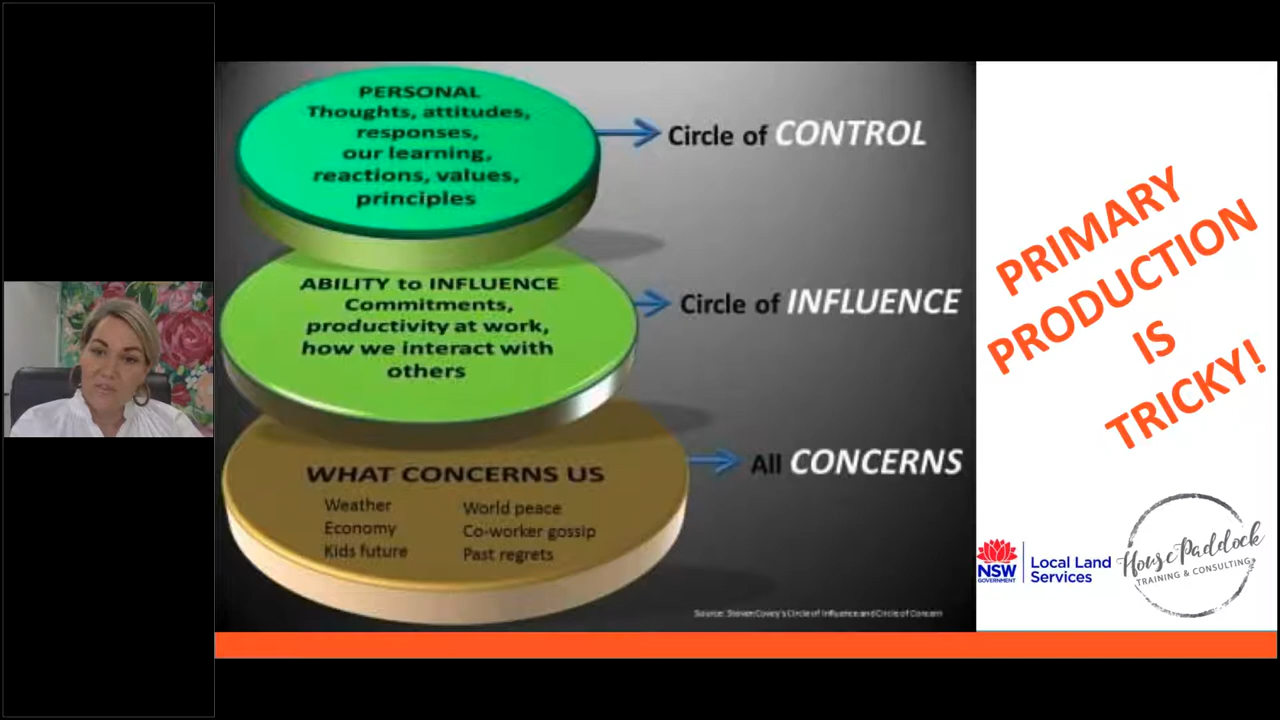 PERSONAL
Thoughts, attitudes,
responses,
our learning,
reactions, values,
principles
Circle of CONTROL
ABILITY to INFLUENCE
Commitments,
productivity at work,
how we interact with
others
Circle of INFLUENCE
WHAT CONCERNS US
Weather
Economy
Kids future
World peace
Co-worker gossip
Past regrets
All CONCERNS
Source: Steven Covey's Circle of Influence and Circle of Concern
PRIMARY
PRODUCTION
IS
TRICKY!
NSW
GOVERNMENT
Local Land
Services
House Paddock
TRAINING & CONSULTING